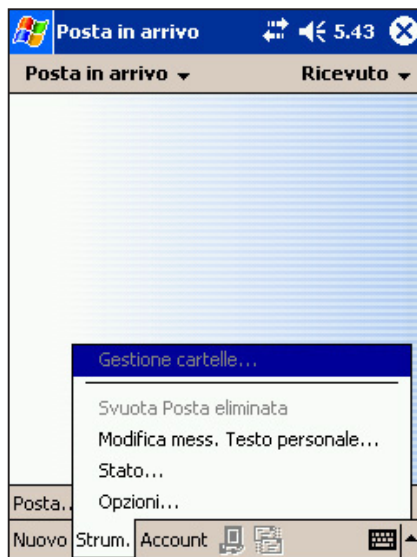 Posta in arrivo 5.43
Posta in arrivo Ricevuto
Gestione cartelle...
Svuota Posta eliminata
Modifica mess. Testo personale...
Stato...
Opzioni...
Posta..
Nuovo Strum. Account